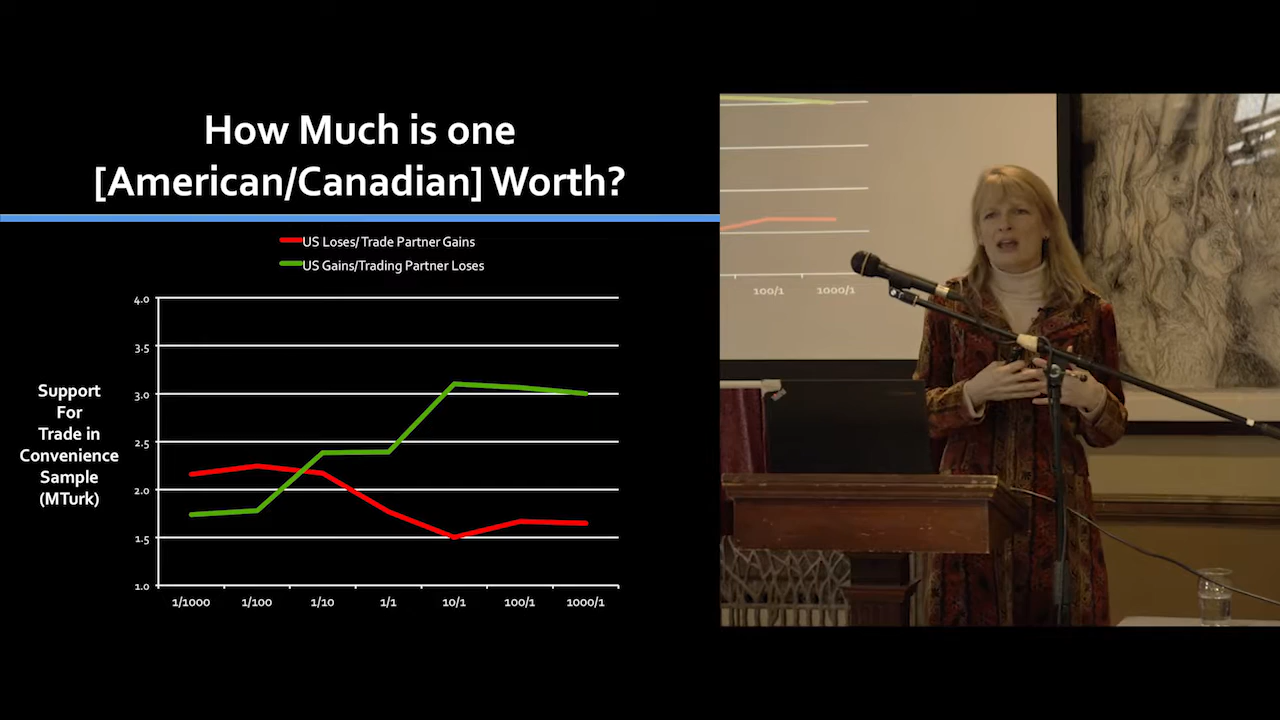 How Much is one
[American/Canadian] Worth?
US Loses/ Trade Partner Gains
US Gains/Trading Partner Loses
4.0
3.5
3.0
2.5
2.0
1.5
1.0
Support
For
Trade in
Convenience
Sample
(MTurk)
1/1000
1/100
1/10
1/1
10/1
100/1
1000/1
100/1
1000/1